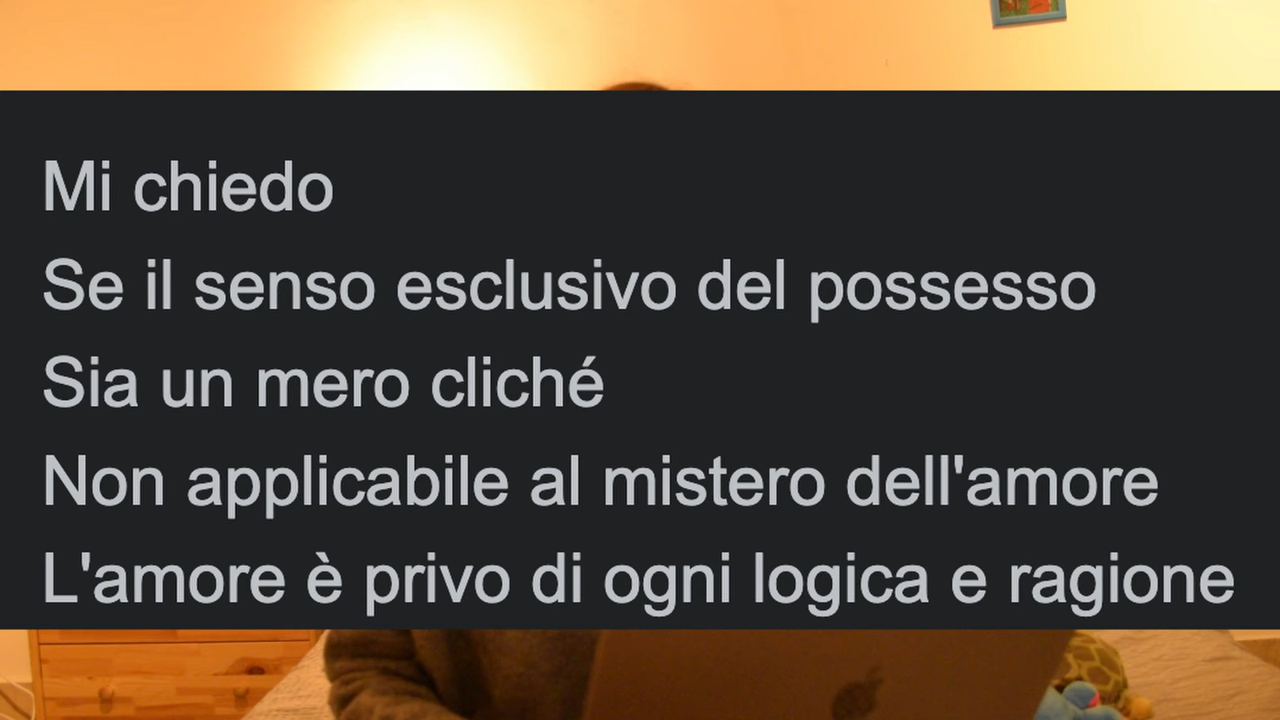 Mi chiedo
Se il senso esclusivo del possesso
Sia un mero cliché
Non applicabile al mistero dell'amore
L'amore è privo di ogni logica e ragione